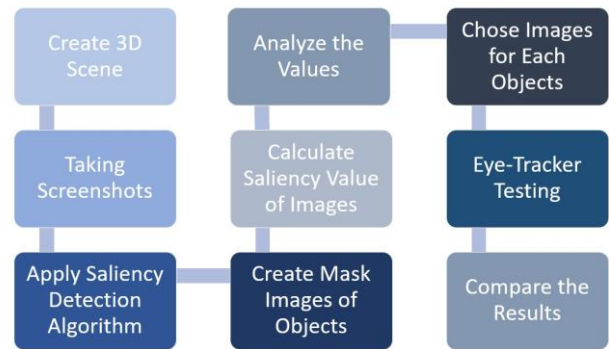 Create 3D
Scene
Taking
Screenshots
Apply Saliency
Detection
Algorithm
Create Mask
Images of
Objects
Calculate
Saliency Value
of Images
Analyze the
Values
Chose Images
for Each
Objects
Eye-Tracker
Testing
Compare the
Results